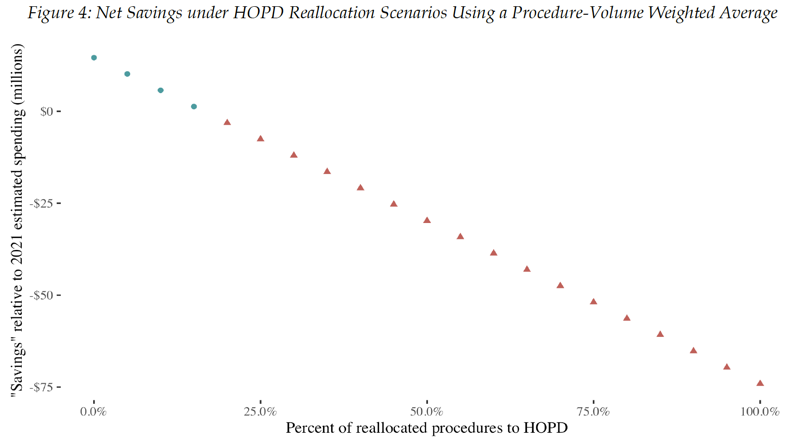 Figure 4: Net Savings under HOPD Reallocation Scenarios Using a Procedure-Volume Weighted Average
"Savings" relative to 2021 estimated spending (millions)
$0
-$25
-$50
-$75
0.0% 25.0% 50.0% 75.0% 100.0%
Percent of reallocated procedures to HOPD